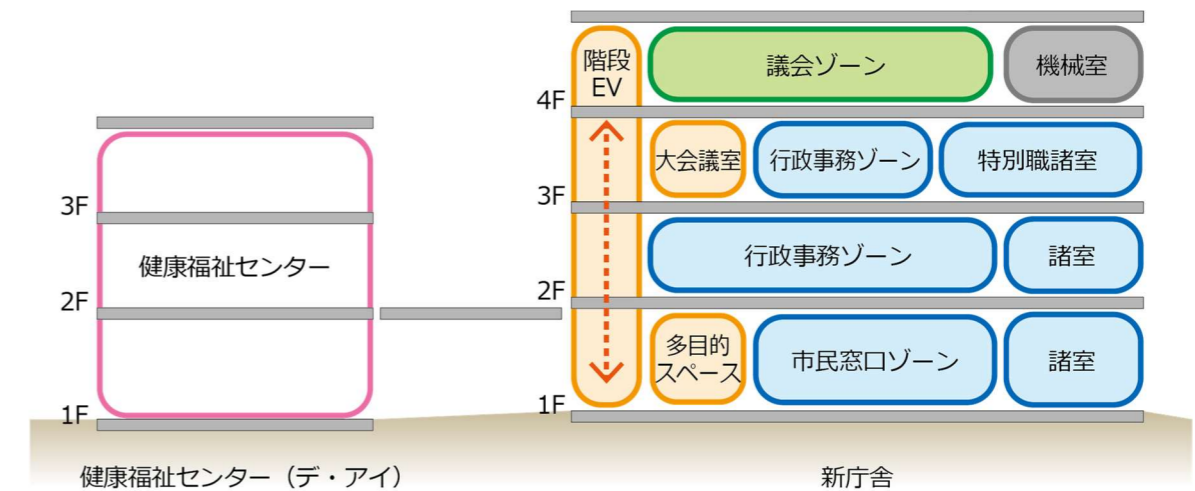 階段
EV
議会ゾーン
機械室
4F
大会議室
行政事務ゾーン
特別職諸室
3F
3F
行政事務ゾーン
諸室
健康福祉センター
2F
2F
多目的
スペース
市民窓口ゾーン
諸室
1F
1F
健康福祉センター（デ・アイ）
新庁舎